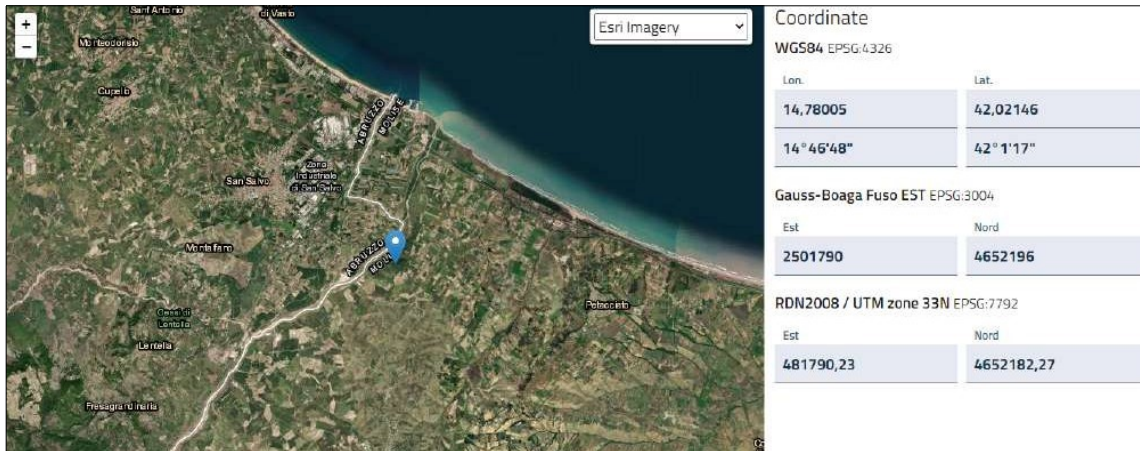 +
−
Sant'Antonio
di Vasto
Monteodorisio
Cupello
Esri Imagery
ABRUZZO
MOLISE
San Salvo
Zona
Industriale
di San Salvo
Montalfano
ABRUZZO
MOLI
Gessi di
Lentella
Lentella
Petacciato
Fresagrandinaria
Coordinate
WGS84 EPSG:4326
Lon. Lat.
14,78005 42,02146
14°46'48" 42°1'17"
Gauss-Boaga Fuso EST EPSG:3004
Est Nord
2501790 4652196
RDN2008 / UTM zone 33N EPSG:7792
Est Nord
481790,23 4652182,27